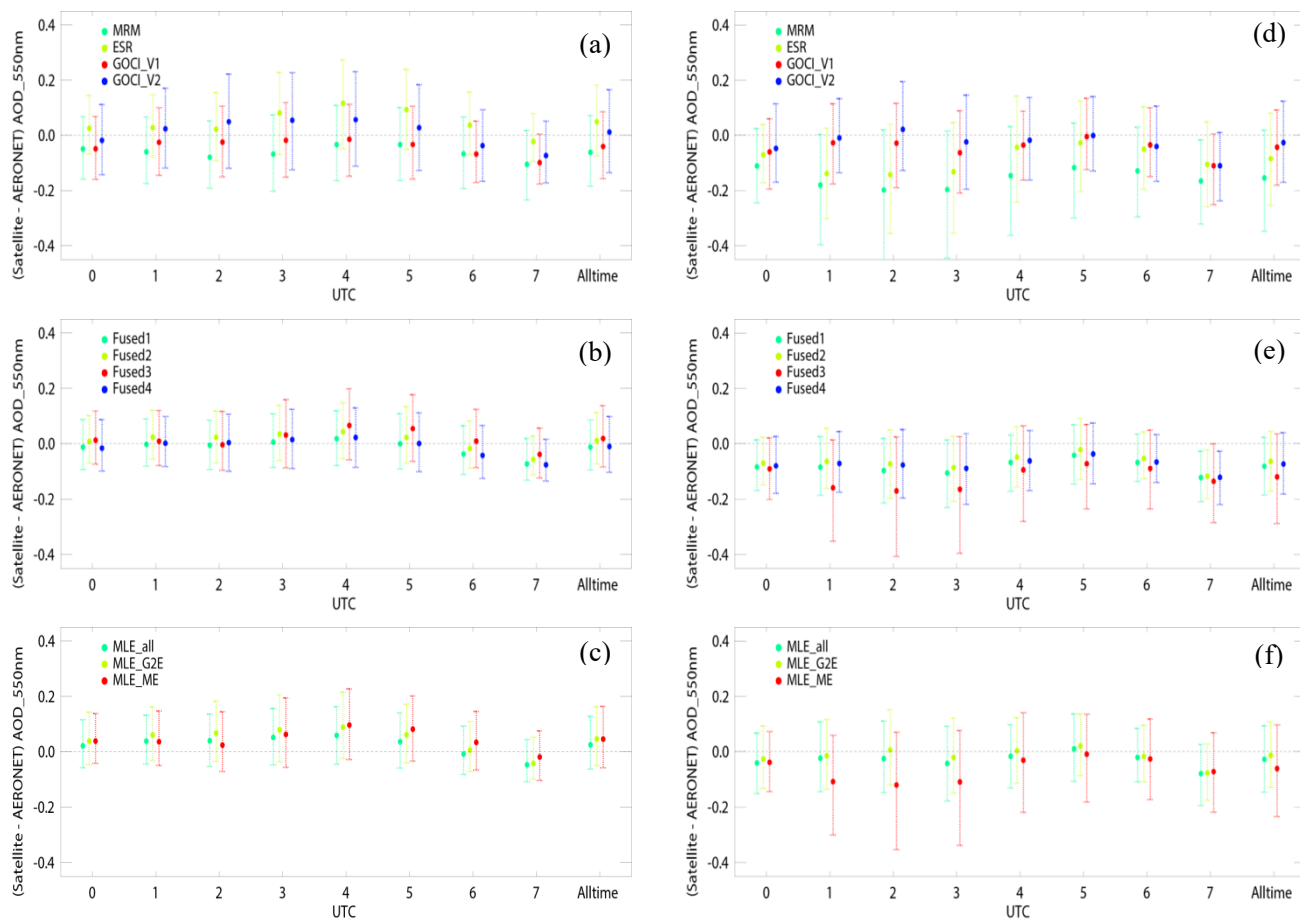 (Satellite - AERONET) AOD_550nm
0.4
0.2
0.0
-0.2
-0.4
MRM
ESR
GOCI_V1
GOCI_V2
(a)
0 1 2 3 4 5 6 7 Alltime
UTC
(Satellite - AERONET) AOD_550nm
0.4
0.2
0.0
-0.2
-0.4
MRM
ESR
GOCI_V1
GOCI_V2
(d)
0 1 2 3 4 5 6 7 Alltime
UTC
(Satellite - AERONET) AOD_550nm
0.4
0.2
0.0
-0.2
-0.4
Fused1
Fused2
Fused3
Fused4
(b)
0 1 2 3 4 5 6 7 Alltime
UTC
(Satellite - AERONET) AOD_550nm
0.4
0.2
0.0
-0.2
-0.4
Fused1
Fused2
Fused3
Fused4
(e)
0 1 2 3 4 5 6 7 Alltime
UTC
(Satellite - AERONET) AOD_550nm
0.4
0.2
0.0
-0.2
-0.4
MLE_all
MLE_G2E
MLE_ME
(c)
0 1 2 3 4 5 6 7 Alltime
UTC
(Satellite - AERONET) AOD_550nm
0.4
0.2
0.0
-0.2
-0.4
MLE_all
MLE_G2E
MLE_ME
(f)
0 1 2 3 4 5 6 7 Alltime
UTC